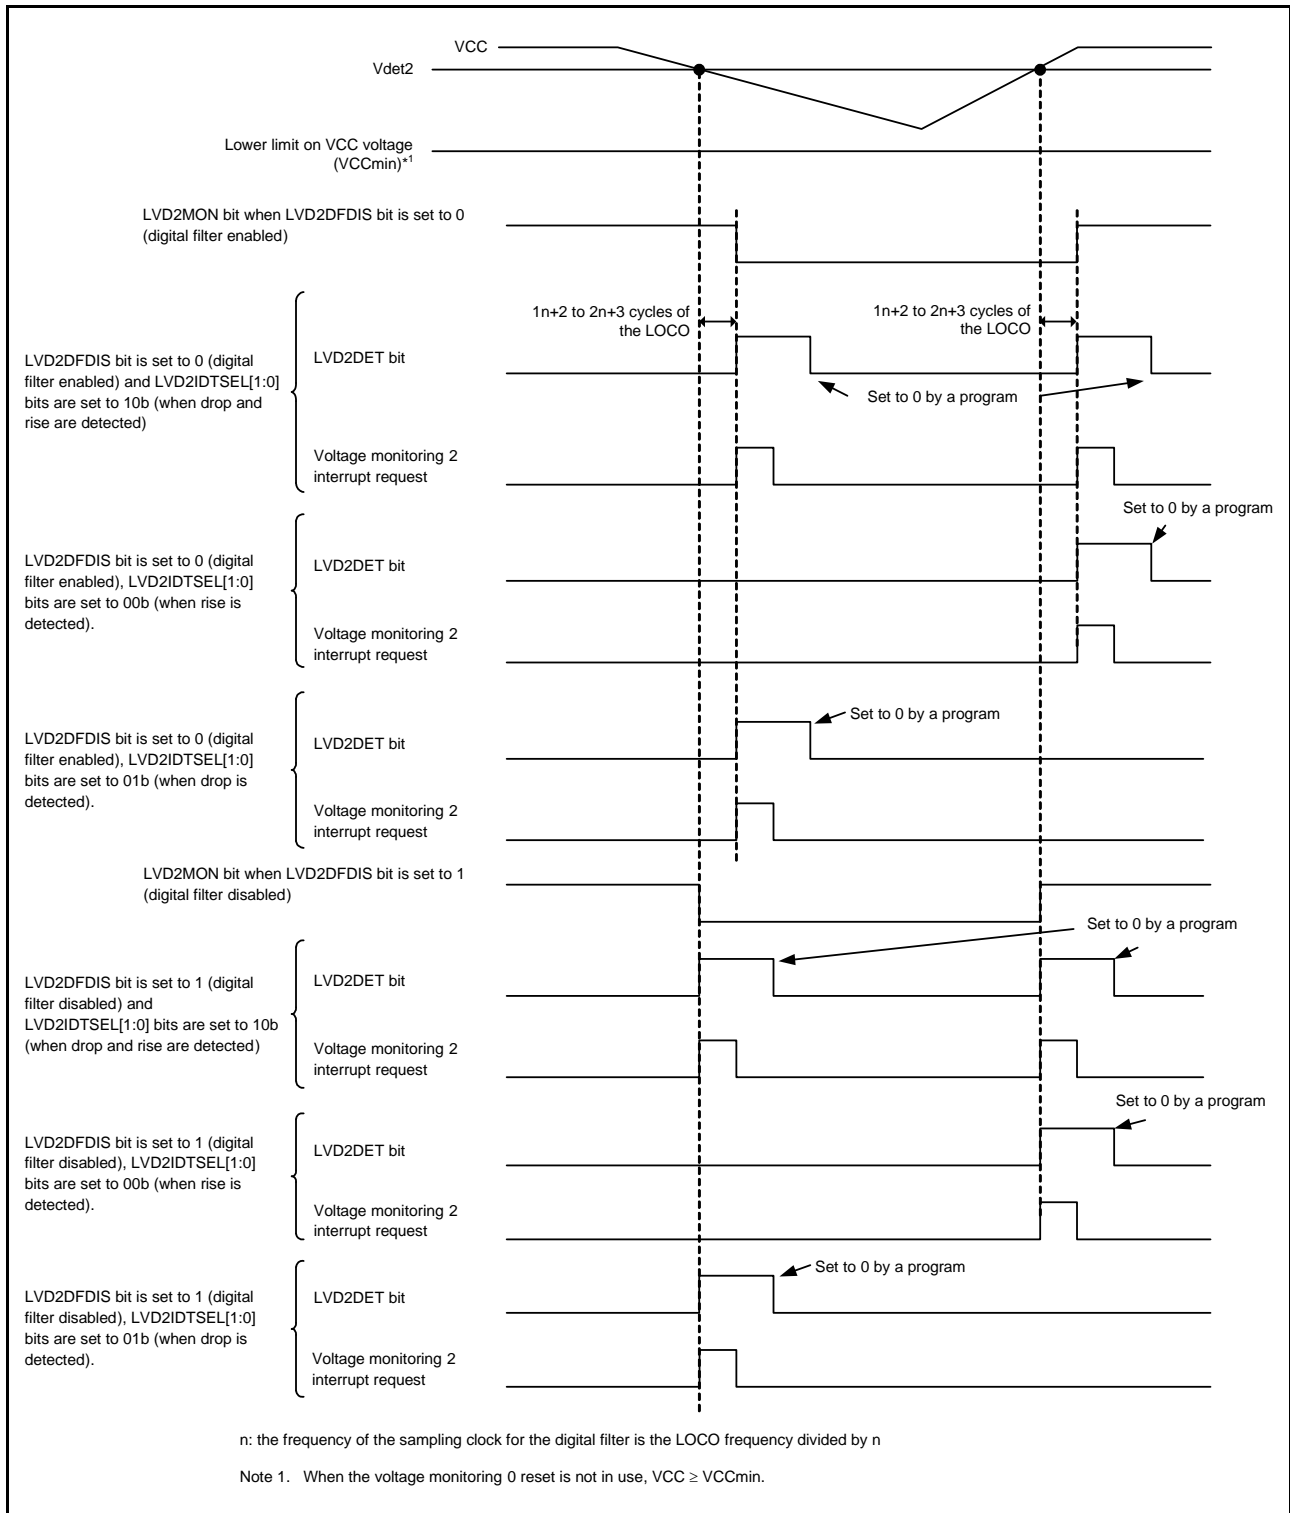 VCC
Vdet2
Lower limit on VCC voltage
(VCCmin)*1
LVD2MON bit when LVD2DFDIS bit is set to 0
(digital filter enabled)
1n+2 to 2n+3 cycles of
the LOCO
1n+2 to 2n+3 cycles of
the LOCO
LVD2DFDIS bit is set to 0 (digital
filter enabled) and LVD2IDTSEL[1:0]
bits are set to 10b (when drop and
rise are detected)
LVD2DET bit
Set to 0 by a program
Voltage monitoring 2
interrupt request
Set to 0 by a program
LVD2DFDIS bit is set to 0 (digital
filter enabled), LVD2IDTSEL[1:0]
bits are set to 00b (when rise is
detected).
LVD2DET bit
Voltage monitoring 2
interrupt request
Set to 0 by a program
LVD2DFDIS bit is set to 0 (digital
filter enabled), LVD2IDTSEL[1:0]
bits are set to 01b (when drop is
detected).
LVD2DET bit
Voltage monitoring 2
interrupt request
LVD2MON bit when LVD2DFDIS bit is set to 1
(digital filter disabled)
Set to 0 by a program
LVD2DFDIS bit is set to 1 (digital
filter disabled) and
LVD2IDTSEL[1:0] bits are set to 10b
(when drop and rise are detected)
LVD2DET bit
Voltage monitoring 2
interrupt request
Set to 0 by a program
LVD2DFDIS bit is set to 1 (digital
filter disabled), LVD2IDTSEL[1:0]
bits are set to 00b (when rise is
detected).
LVD2DET bit
Voltage monitoring 2
interrupt request
Set to 0 by a program
LVD2DFDIS bit is set to 1 (digital
filter disabled), LVD2IDTSEL[1:0]
bits are set to 01b (when drop is
detected).
LVD2DET bit
Voltage monitoring 2
interrupt request
n: the frequency of the sampling clock for the digital filter is the LOCO frequency divided by n
Note 1. When the voltage monitoring 0 reset is not in use, VCC ≥ VCCmin.